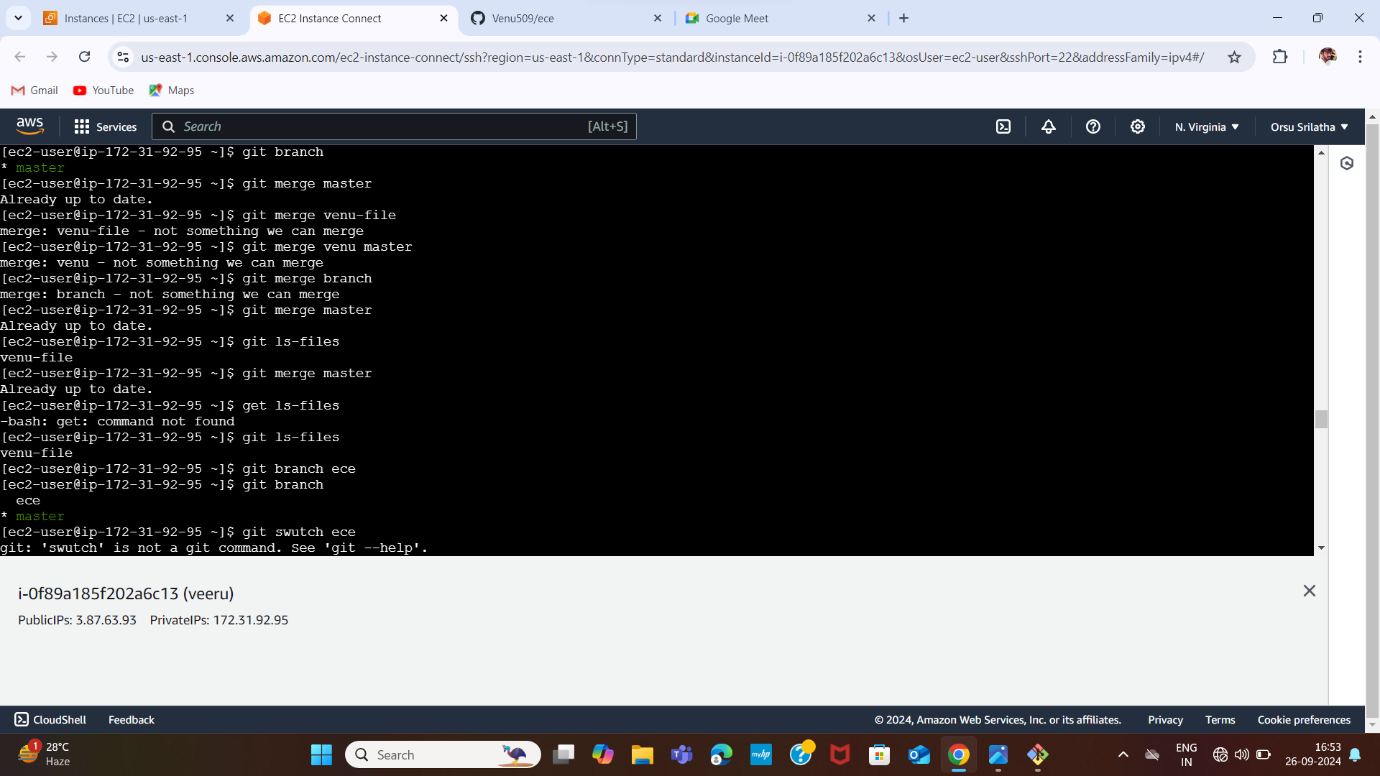 Instances | EC2 | us-east-1
EC2 Instance Connect
Venu509/ece
Google Meet
us-east-1.console.aws.amazon.com/ec2-instance-connect/ssh?region=us-east-1&connType=standard&instanceId=i-0f89a185f202a6c13&osUser=ec2-user&sshPort=22&addressFamily=ipv4#/
Gmail
YouTube
Maps
aws
Services
Search
[Alt+S]
N. Virginia
Orsu Srilatha
[ec2-user@ip-172-31-92-95 ~]$ git branch
* master
[ec2-user@ip-172-31-92-95 ~]$ git merge master
Already up to date.
[ec2-user@ip-172-31-92-95 ~]$ git merge venu-file
merge: venu-file - not something we can merge
[ec2-user@ip-172-31-92-95 ~]$ git merge venu master
merge: venu - not something we can merge
[ec2-user@ip-172-31-92-95 ~]$ git merge branch
merge: branch - not something we can merge
[ec2-user@ip-172-31-92-95 ~]$ git merge master
Already up to date.
[ec2-user@ip-172-31-92-95 ~]$ git ls-files
venu-file
[ec2-user@ip-172-31-92-95 ~]$ git merge master
Already up to date.
[ec2-user@ip-172-31-92-95 ~]$ get ls-files
-bash: get: command not found
[ec2-user@ip-172-31-92-95 ~]$ git ls-files
venu-file
[ec2-user@ip-172-31-92-95 ~]$ git branch ece
[ec2-user@ip-172-31-92-95 ~]$ git branch
  ece
* master
[ec2-user@ip-172-31-92-95 ~]$ git swutch ece
git: 'swutch' is not a git command. See 'git --help'.
i-0f89a185f202a6c13 (veeru)
PublicIPs: 3.87.63.93 PrivateIPs: 172.31.92.95
CloudShell
Feedback
© 2024, Amazon Web Services, Inc. or its affiliates.
Privacy
Terms
Cookie preferences
1
28°C
Haze
Search
myhp
ENG
IN
16:53
26-09-2024